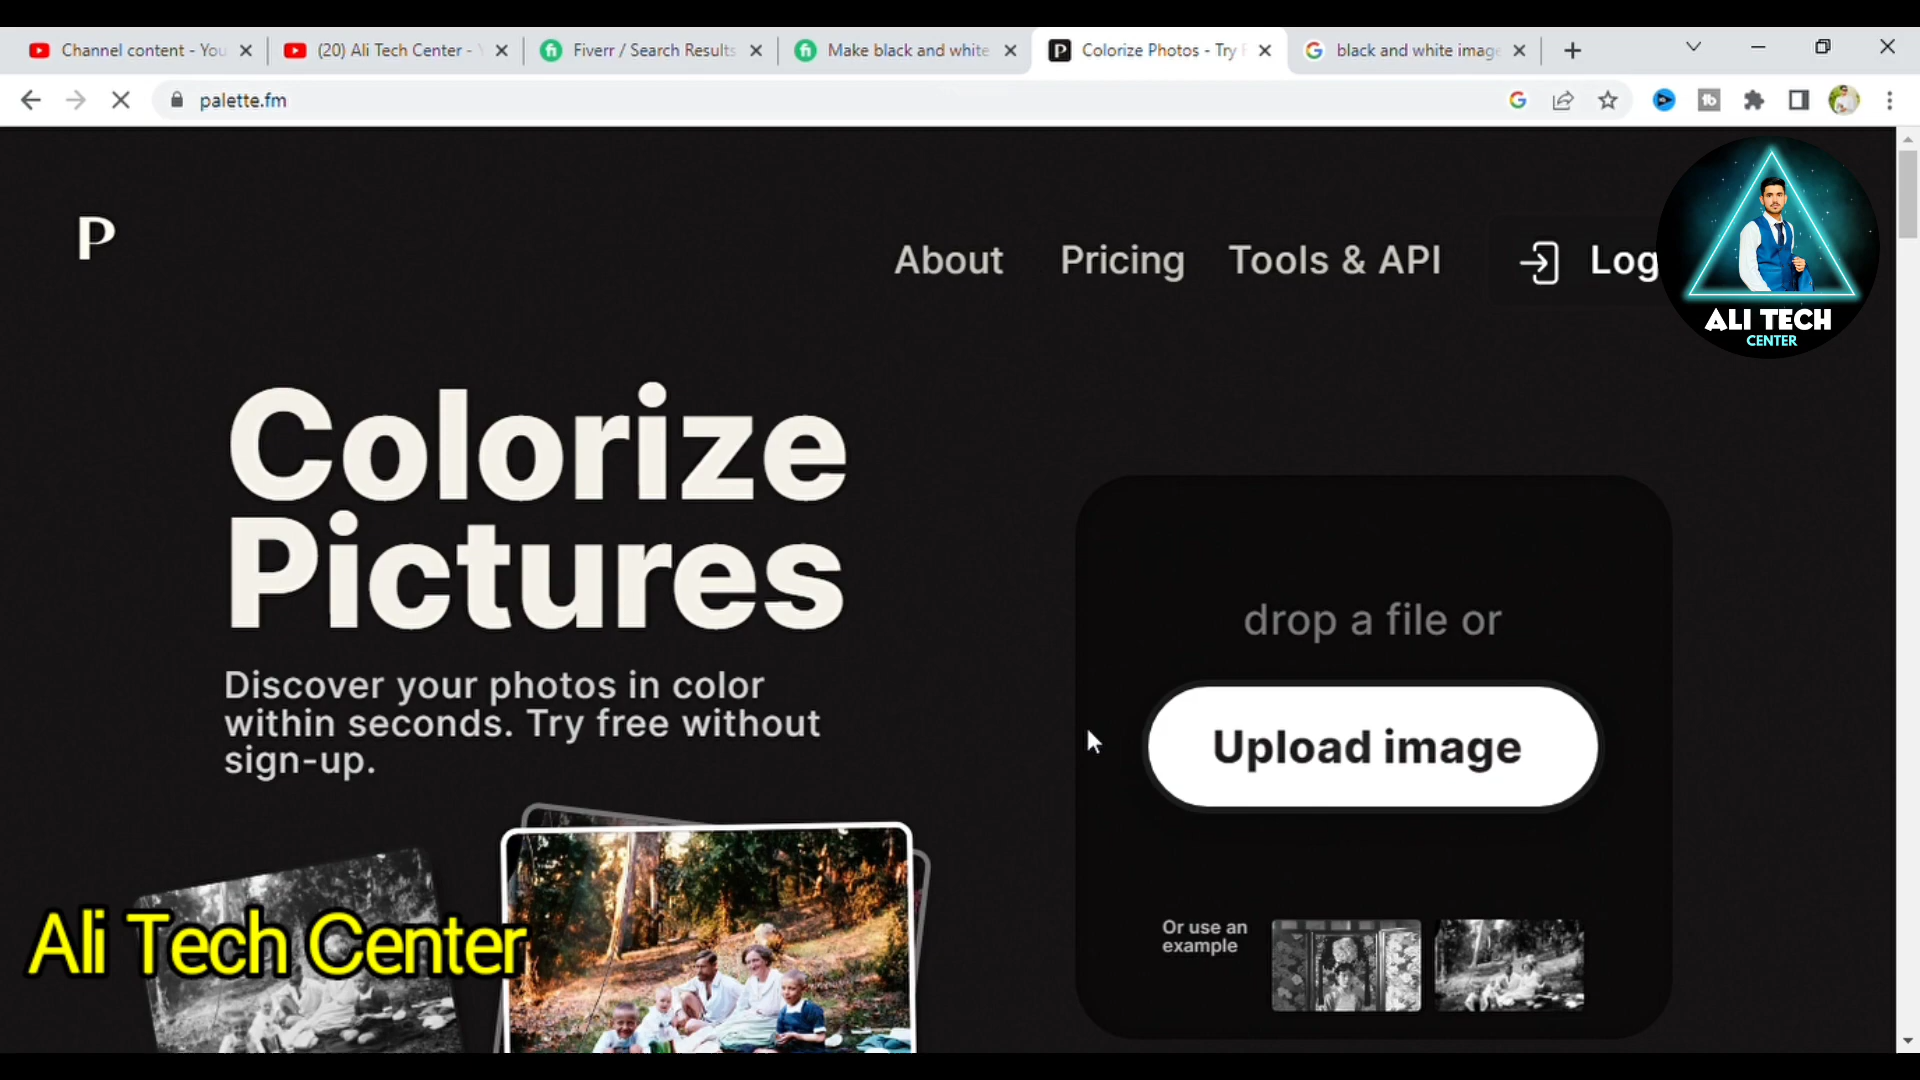 Channel content - You
(20) Ali Tech Center -
Fiverr / Search Results
Make black and white
Colorize Photos - Try F
black and white image
palette.fm
P
About
Pricing
Tools & API
Log
ALI TECH
CENTER
Colorize
Pictures
Discover your photos in color
within seconds. Try free without
sign-up.
drop a file or
Upload image
Or use an
example
Ali Tech Center